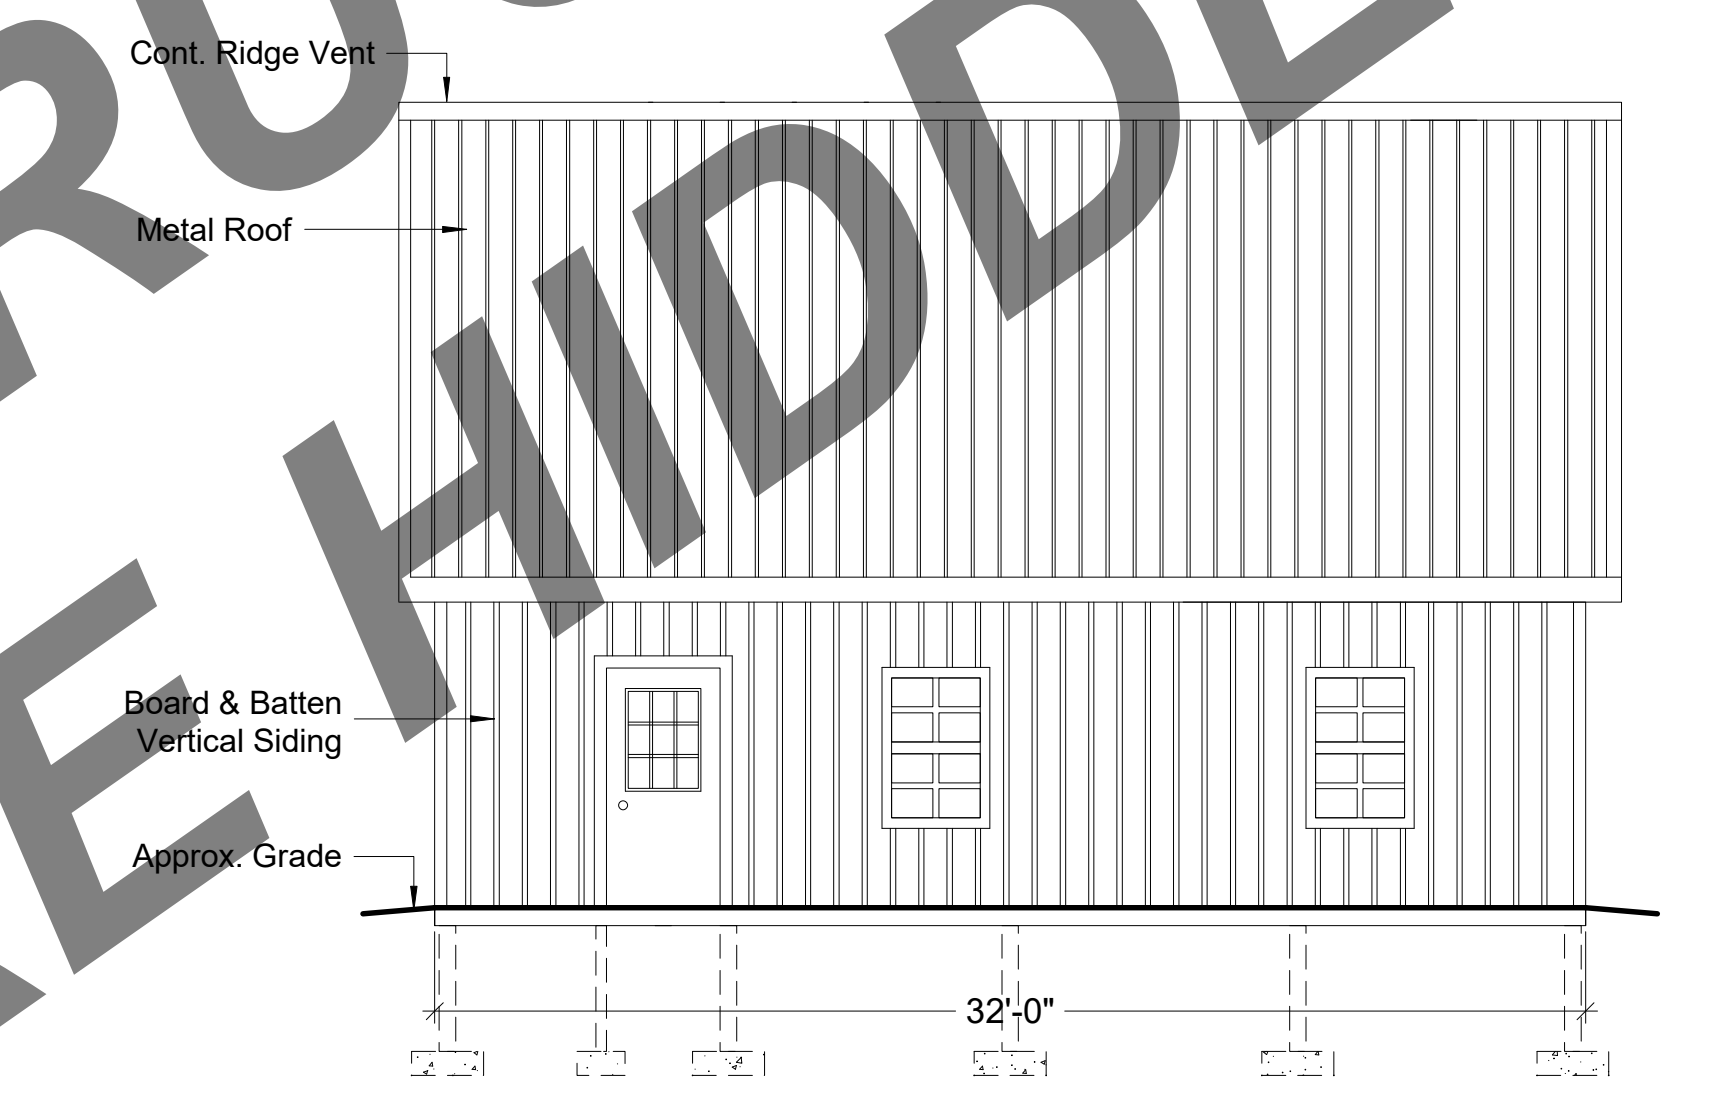 Cont. Ridge Vent
Metal Roof
Board & Batten
Vertical Siding
Approx. Grade
32'-0"